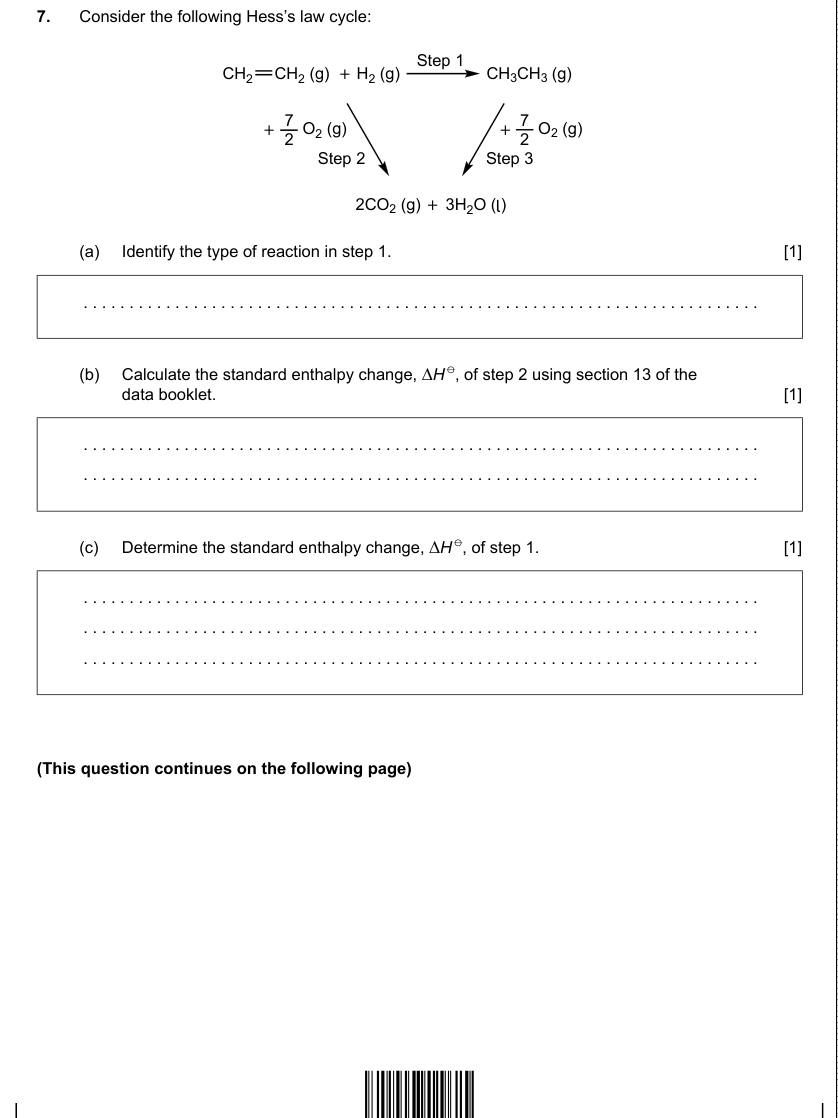 7. Consider the following Hess's law cycle:
Step 1
CH₂=CH₂ (g) + H₂ (g) CH₃CH₃ (g)
+ 7/2 O₂ (g) + 7/2 O₂ (g)
Step 2 Step 3
2CO₂ (g) + 3H₂O (l)
(a) Identify the type of reaction in step 1. [1]
(b) Calculate the standard enthalpy change, ΔH⊖, of step 2 using section 13 of the
data booklet. [1]
(c) Determine the standard enthalpy change, ΔH⊖, of step 1. [1]
(This question continues on the following page)